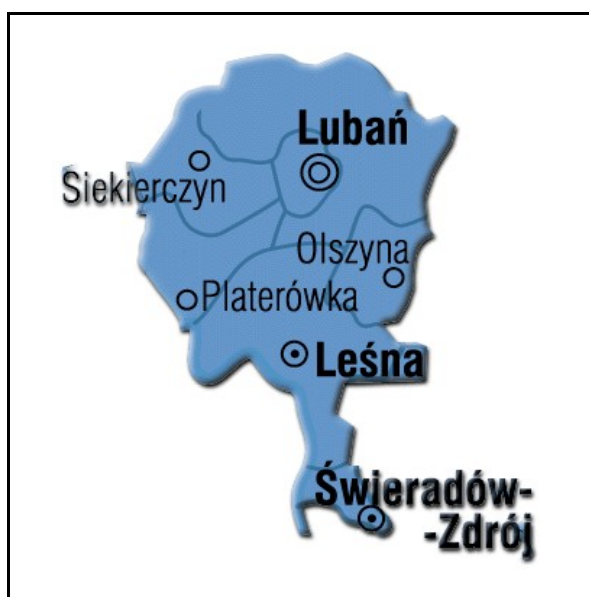 Lubań
Siekierczyn
Olszyna
Platerówka
Leśna
Świeradów-
-Zdrój